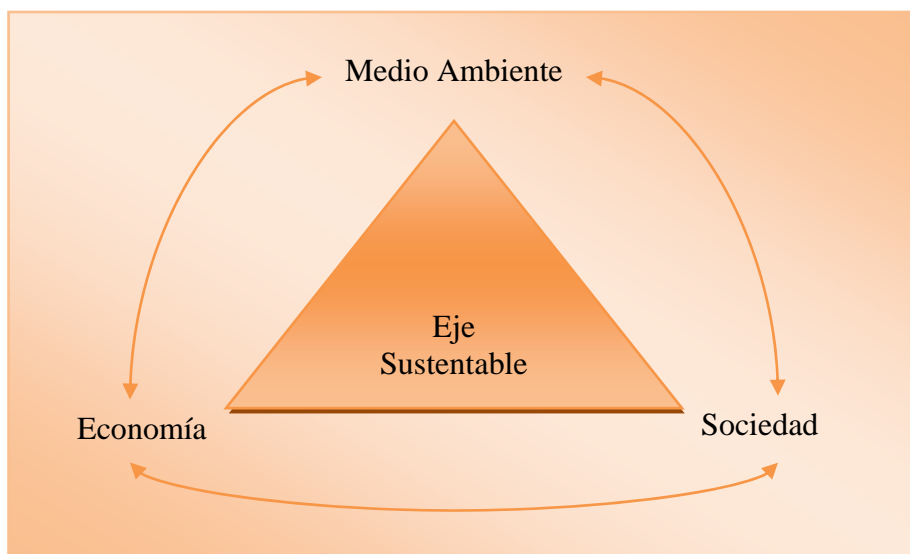 Medio Ambiente
Eje
Sustentable
Economía
Sociedad